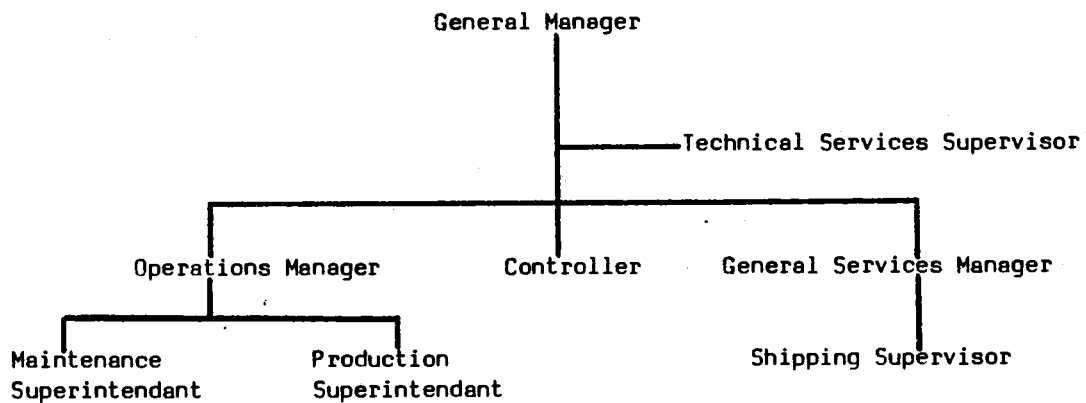 General Manager
Technical Services Supervisor
Operations Manager
Controller
General Services Manager
Maintenance
Superintendant
Production
Superintendant
Shipping Supervisor